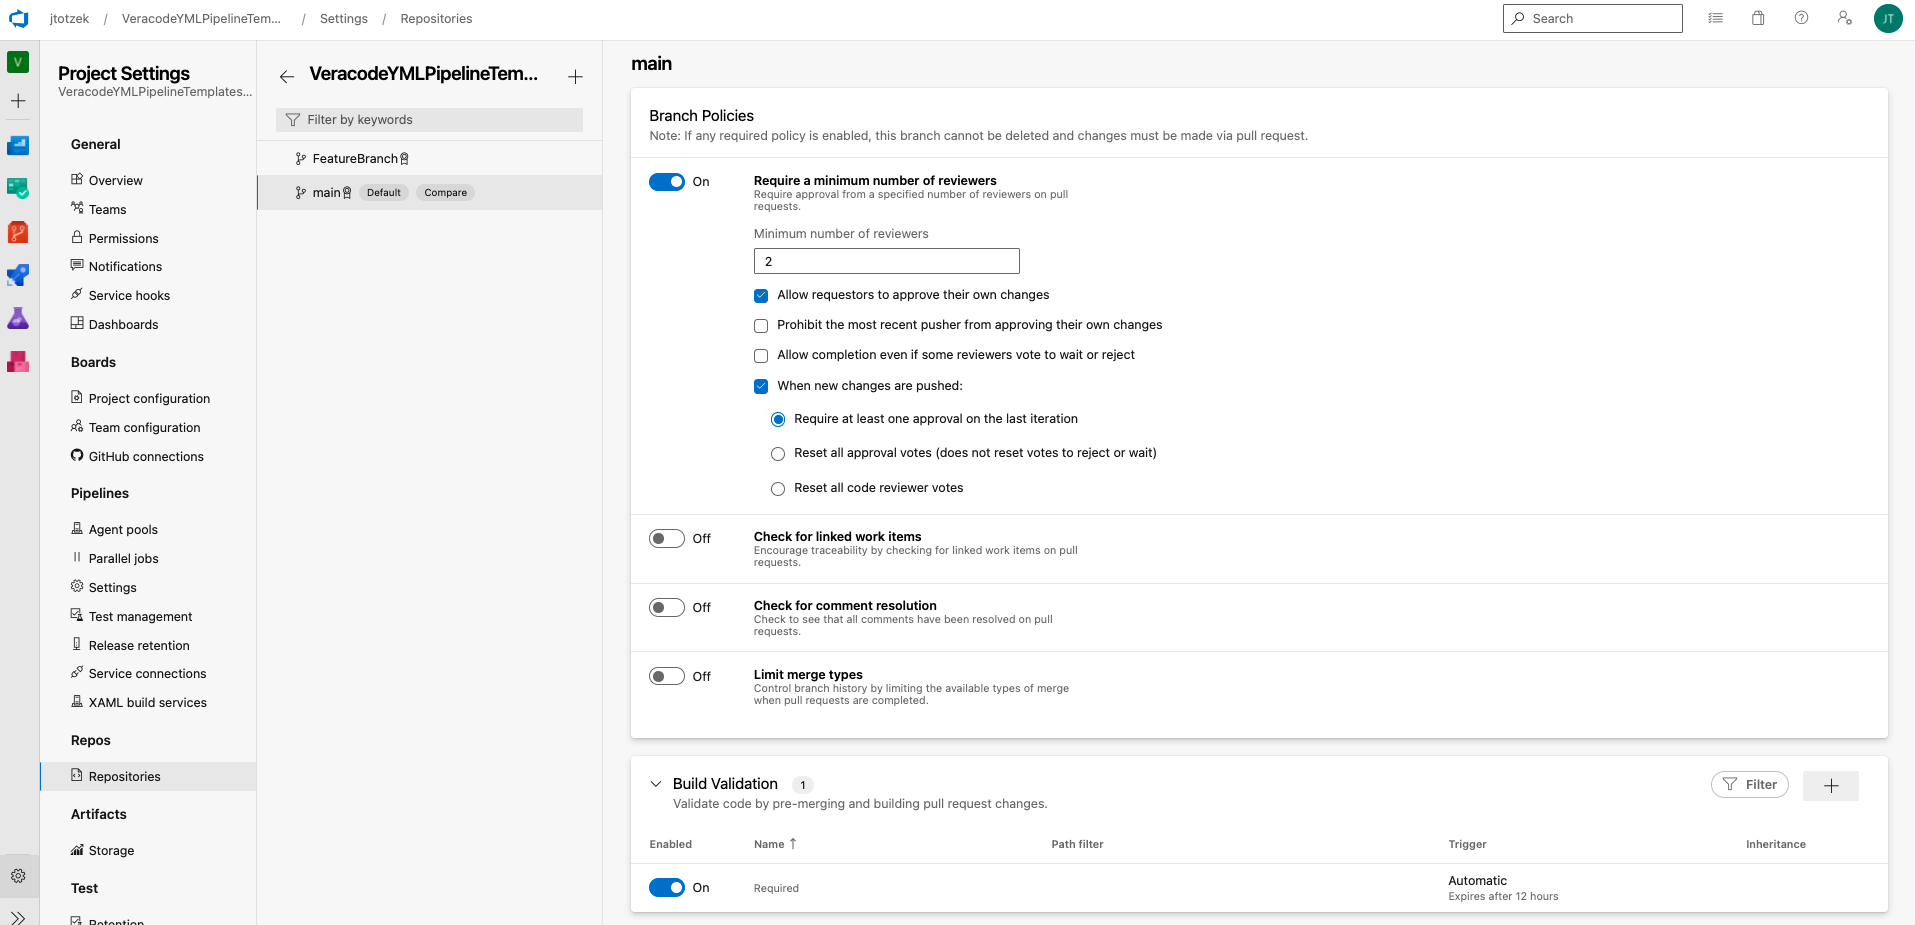 jtotzek / VeracodeYMLPipelineTem... / Settings / Repositories
Search
JT
V
Project Settings
VeracodeYMLPipelineTemplates...
General
Overview
Teams
Permissions
Notifications
Service hooks
Dashboards
Boards
Project configuration
Team configuration
GitHub connections
Pipelines
Agent pools
Parallel jobs
Settings
Test management
Release retention
Service connections
XAML build services
Repos
Repositories
Artifacts
Storage
Test
Retention
VeracodeYMLPipelineTem...
Filter by keywords
FeatureBranch
main Default Compare
main
Branch Policies
Note: If any required policy is enabled, this branch cannot be deleted and changes must be made via pull request.
On
Require a minimum number of reviewers
Require approval from a specified number of reviewers on pull
requests.
Minimum number of reviewers
2
Allow requestors to approve their own changes
Prohibit the most recent pusher from approving their own changes
Allow completion even if some reviewers vote to wait or reject
When new changes are pushed:
Require at least one approval on the last iteration
Reset all approval votes (does not reset votes to reject or wait)
Reset all code reviewer votes
Off
Check for linked work items
Encourage traceability by checking for linked work items on pull
requests.
Off
Check for comment resolution
Check to see that all comments have been resolved on pull
requests.
Off
Limit merge types
Control branch history by limiting the available types of merge
when pull requests are completed.
Build Validation 1
Validate code by pre-merging and building pull request changes.
Filter
Enabled Name Path filter Trigger Inheritance
On Required Automatic
Expires after 12 hours